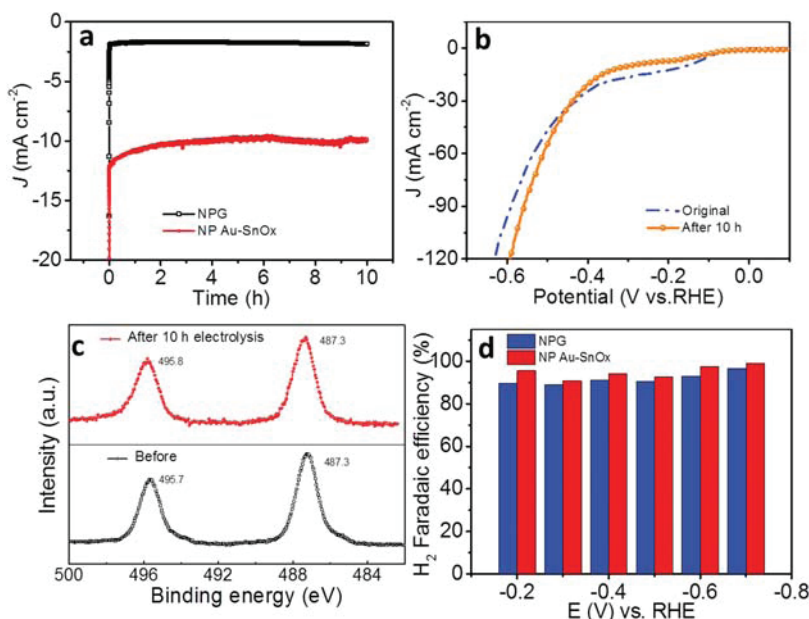 a
0
-5
-10
-15
-20
J (mA cm⁻²)
NPG
NP Au-SnOx
0 2 4 6 8 10
Time (h)
b
0
-30
-60
-90
-120
J (mA cm⁻²)
Original
After 10 h
-0.6 -0.4 -0.2 0.0
Potential (V vs.RHE)
c
After 10 h electrolysis
495.8
487.3
Before
495.7
487.3
Intensity (a.u.)
500 496 492 488 484
Binding energy (eV)
d
NPG
NP Au-SnOx
100
80
60
40
20
0
H₂ Faradaic efficiency (%)
-0.2 -0.4 -0.6 -0.8
E (V) vs. RHE